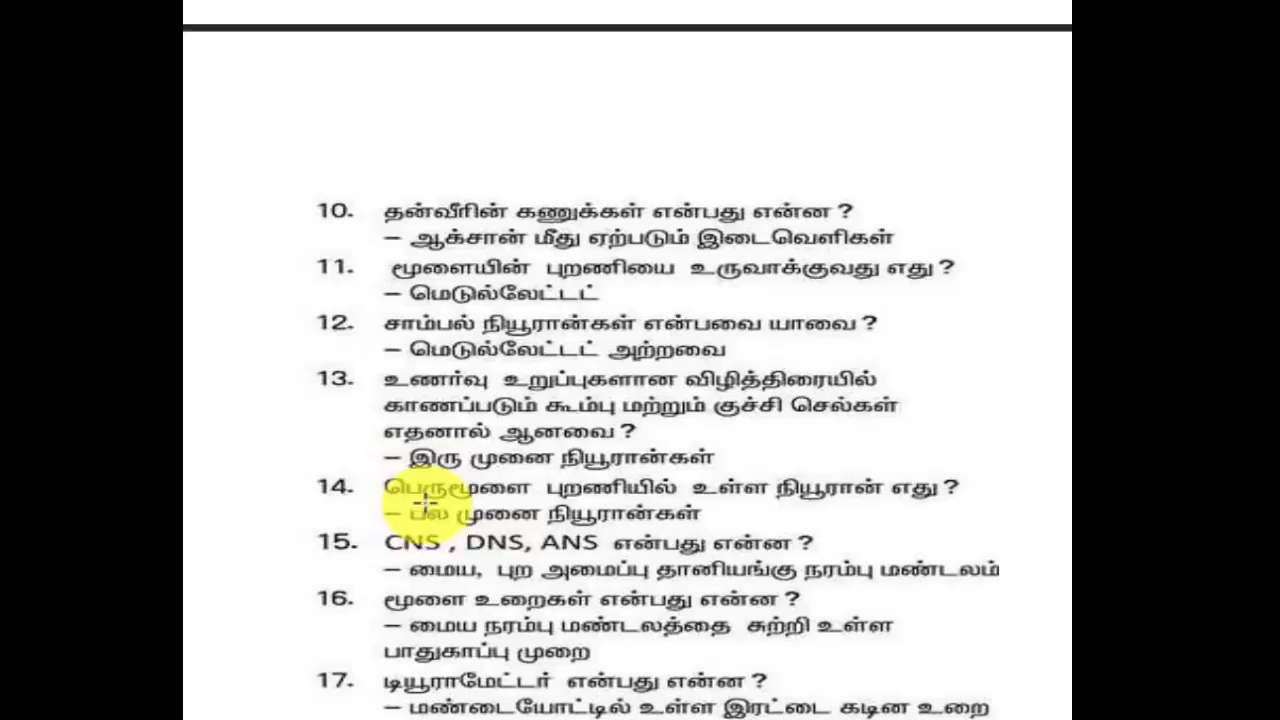 10. தன்வீரின் கணுக்கள் என்பது என்ன ?
– ஆக்சான் மீது ஏற்படும் இடைவெளிகள்
11. மூளையின் புறணியை உருவாக்குவது எது ?
– மெடுல்லேட்டட்
12. சாம்பல் நியூரான்கள் என்பவை யாவை ?
– மெடுல்லேட்டட் அற்றவை
13. உணர்வு உறுப்புகளான விழித்திரையில்
காணப்படும் கூம்பு மற்றும் குச்சி செல்கள்
எதனால் ஆனவை ?
– இரு முனை நியூரான்கள்
14. பெருமூளை புறணியில் உள்ள நியூரான் எது ?
– பல முனை நியூரான்கள்
15. CNS , DNS, ANS என்பது என்ன ?
– மைய, புற அமைப்பு தானியங்கு நரம்பு மண்டலம்
16. மூளை உறைகள் என்பது என்ன ?
– மைய நரம்பு மண்டலத்தை சுற்றி உள்ள
பாதுகாப்பு முறை
17. டியூராமேட்டர் என்பது என்ன ?
– மண்டையோட்டில் உள்ள இரட்டை கடின உறை